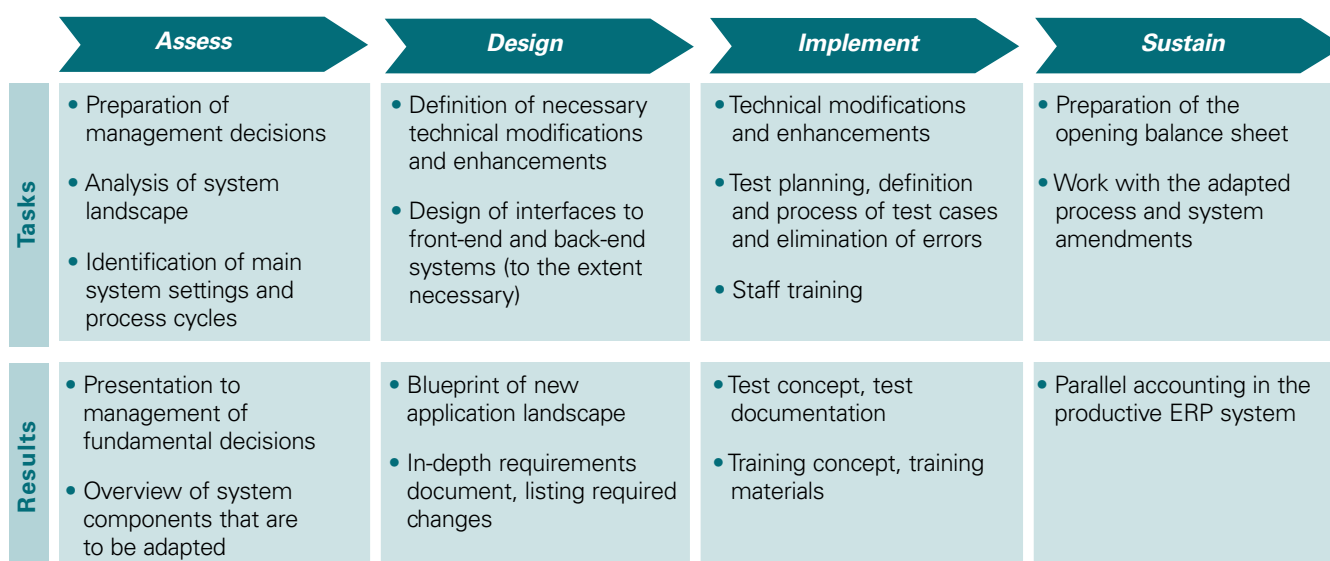 Assess
Design
Implement
Sustain
Tasks
• Preparation of
management decisions
• Analysis of system
landscape
• Identification of main
system settings and
process cycles
• Definition of necessary
technical modifications
and enhancements
• Design of interfaces to
front-end and back-end
systems (to the extent
necessary)
• Technical modifications
and enhancements
• Test planning, definition
and process of test cases
and elimination of errors
• Staff training
• Preparation of the
opening balance sheet
• Work with the adapted
process and system
amendments
Results
• Presentation to
management of
fundamental decisions
• Overview of system
components that are
to be adapted
• Blueprint of new
application landscape
• In-depth requirements
document, listing required
changes
• Test concept, test
documentation
• Training concept, training
materials
• Parallel accounting in the
productive ERP system